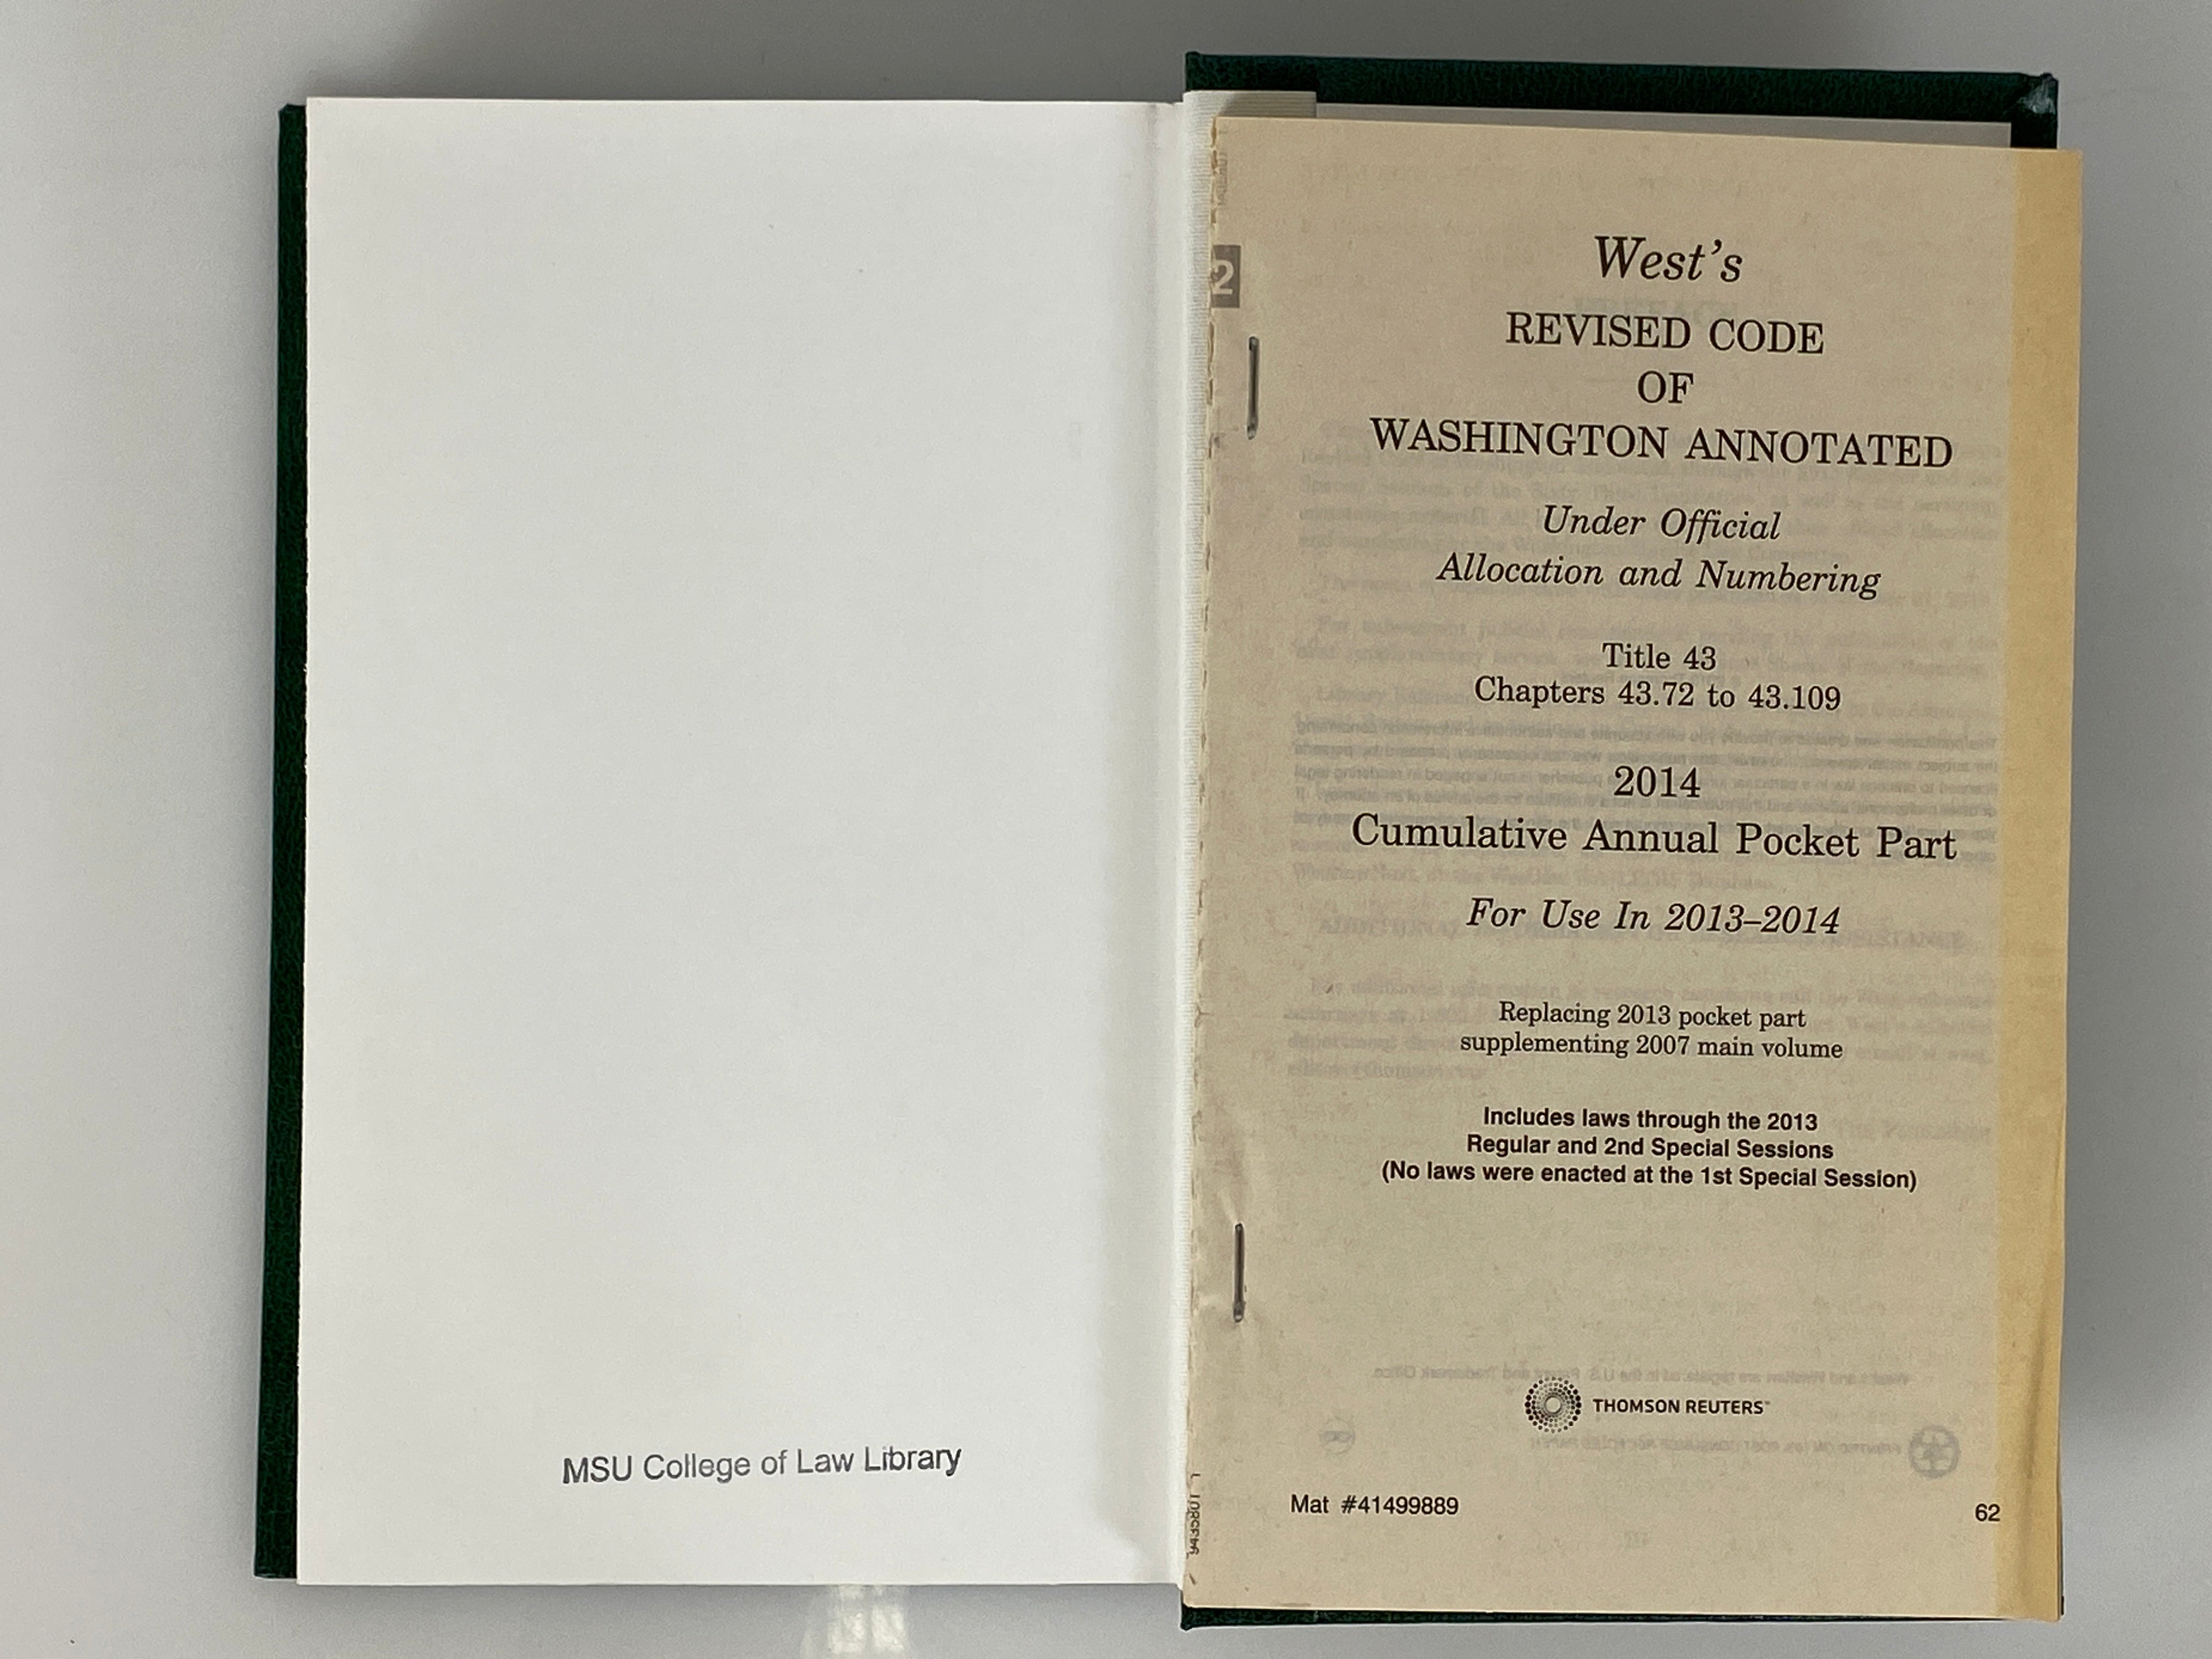 MSU College of Law Library
2
West's
REVISED CODE
OF
WASHINGTON ANNOTATED
Under Official
Allocation and Numbering
Title 43
Chapters 43.72 to 43.109
2014
Cumulative Annual Pocket Part
For Use In 2013–2014
Replacing 2013 pocket part
supplementing 2007 main volume
Includes laws through the 2013
Regular and 2nd Special Sessions
(No laws were enacted at the 1st Special Session)
THOMSON REUTERS™
Mat #41499889
62